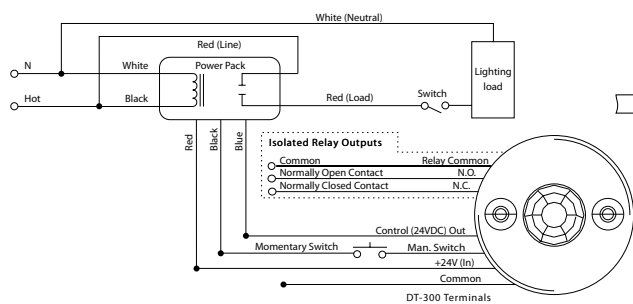 White (Neutral)
Red (Line)
N
White
Power Pack
Lighting
load
Hot
Black
Red (Load)
Switch
Red
Black
Blue
Isolated Relay Outputs
Common
Relay Common
Normally Open Contact
N.O.
Normally Closed Contact
N.C.
Control (24VDC) Out
Momentary Switch
Man. Switch
+24V (In)
Common
DT-300 Terminals